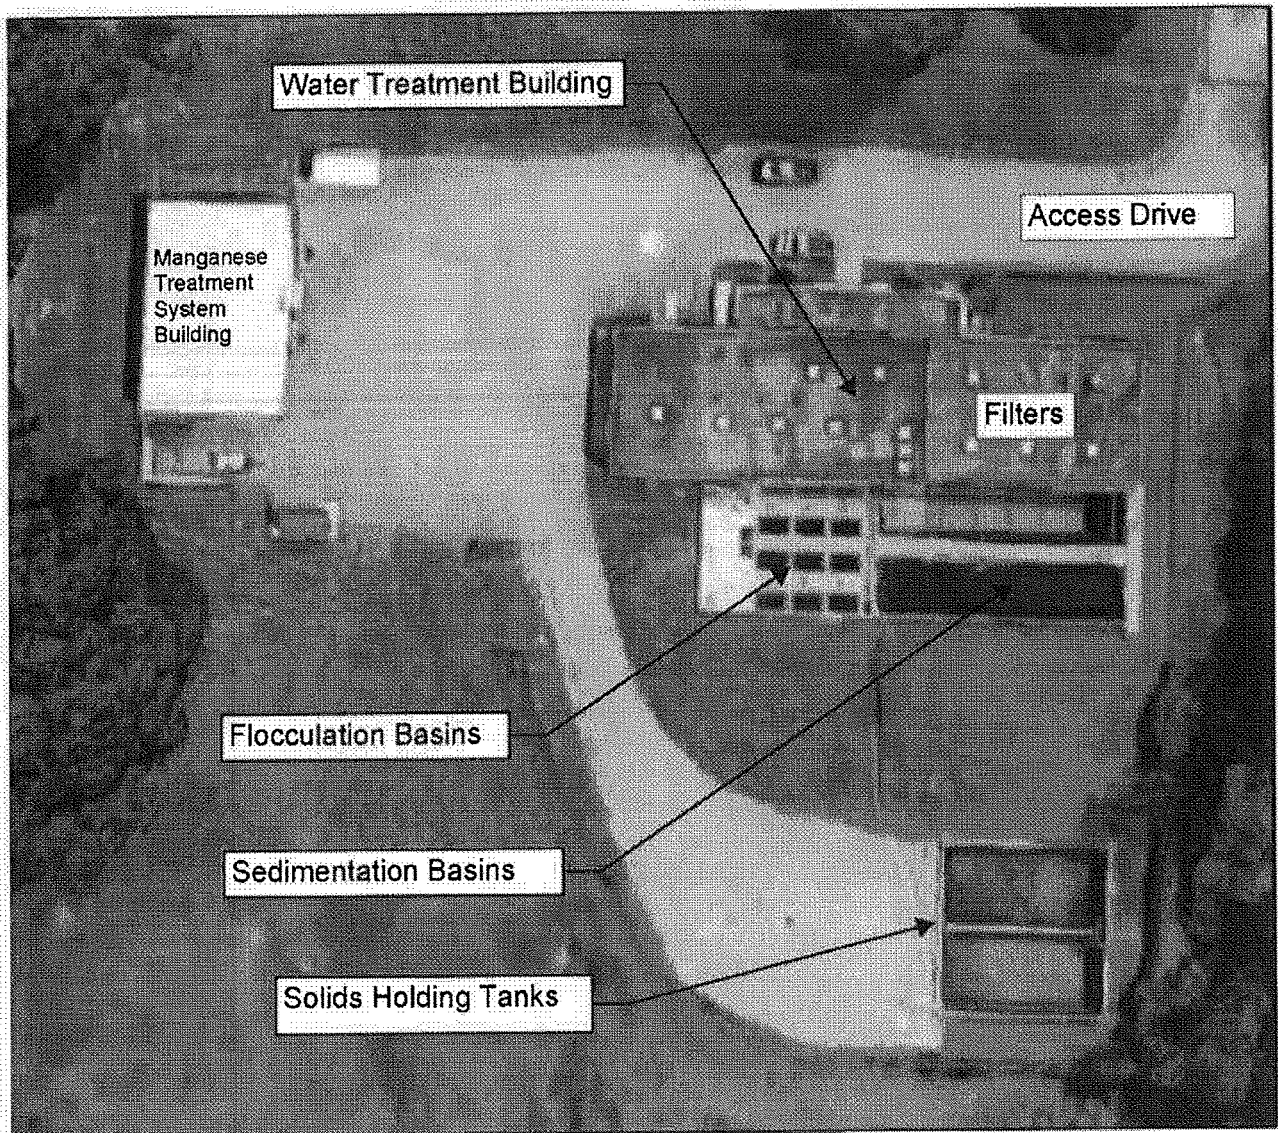 Water Treatment Building
Access Drive
Manganese
Treatment
System
Building
Filters
Flocculation Basins
Sedimentation Basins
Solids Holding Tanks